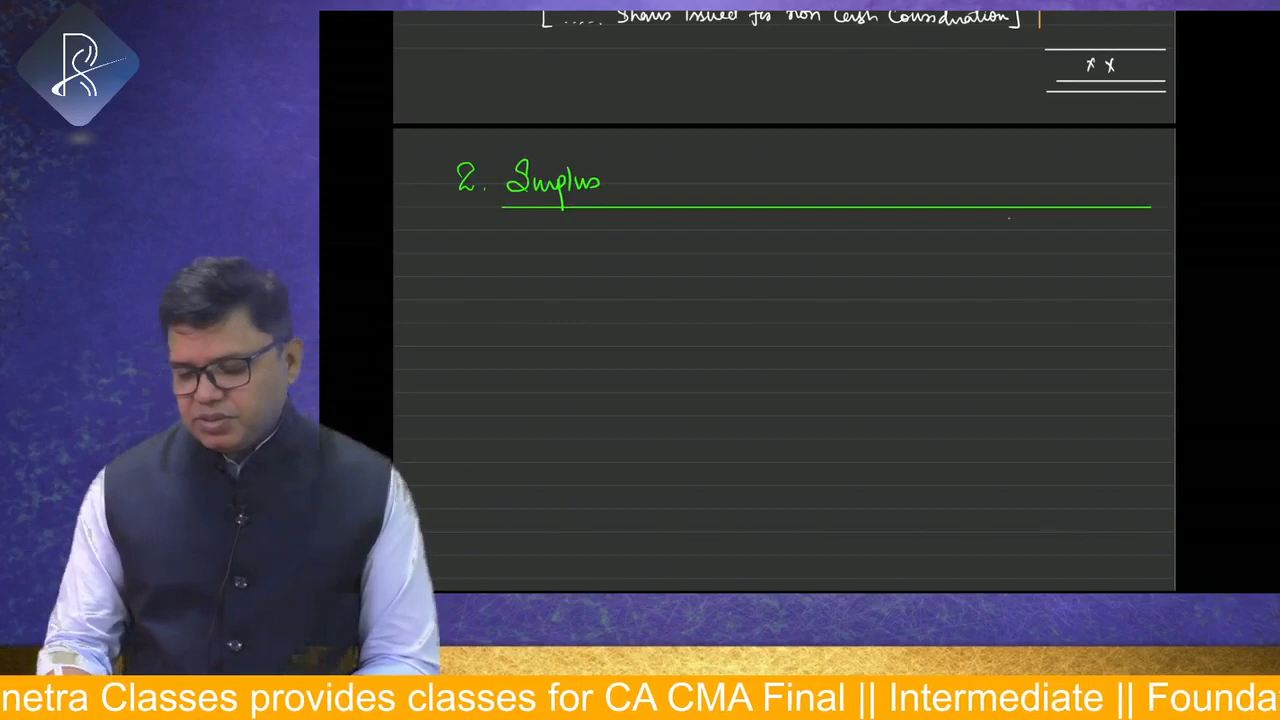 [ ..... Shares Issued for non Cash Consideration]
x x
2. Surplus
netra Classes provides classes for CA CMA Final || Intermediate || Founda